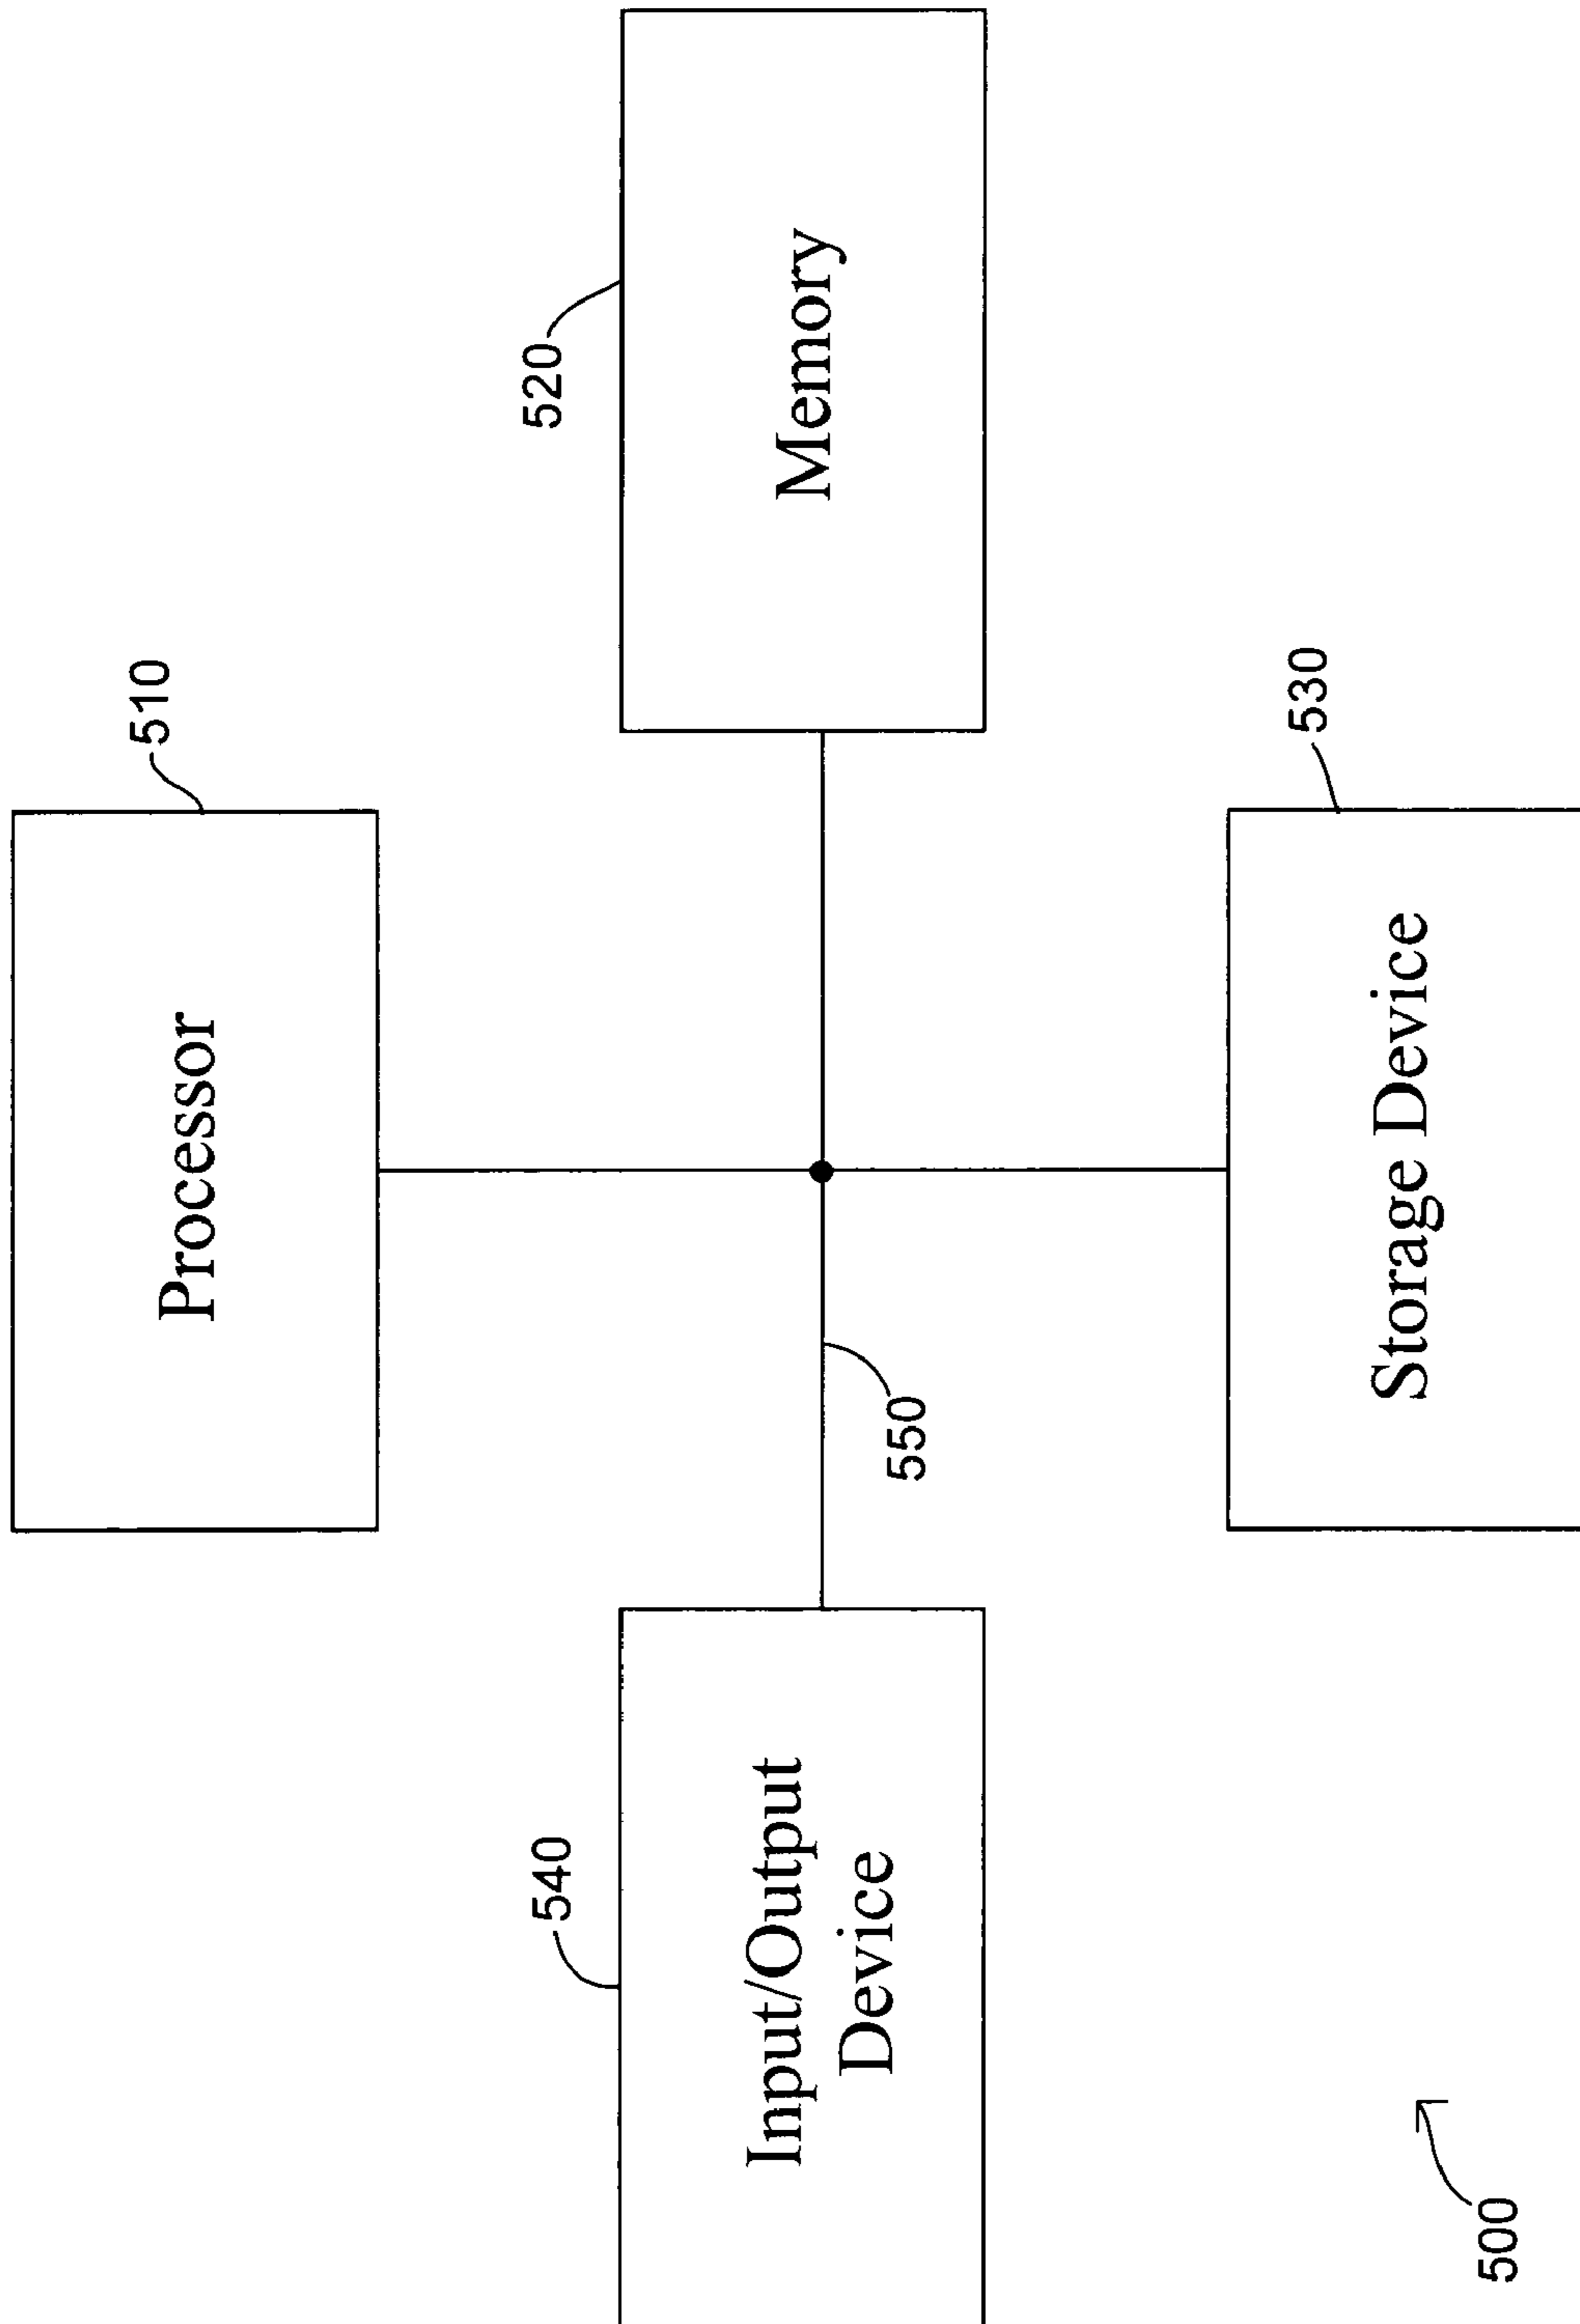 Processor
510
Input/Output
Device
540
Memory
520
550
Storage Device
530
500